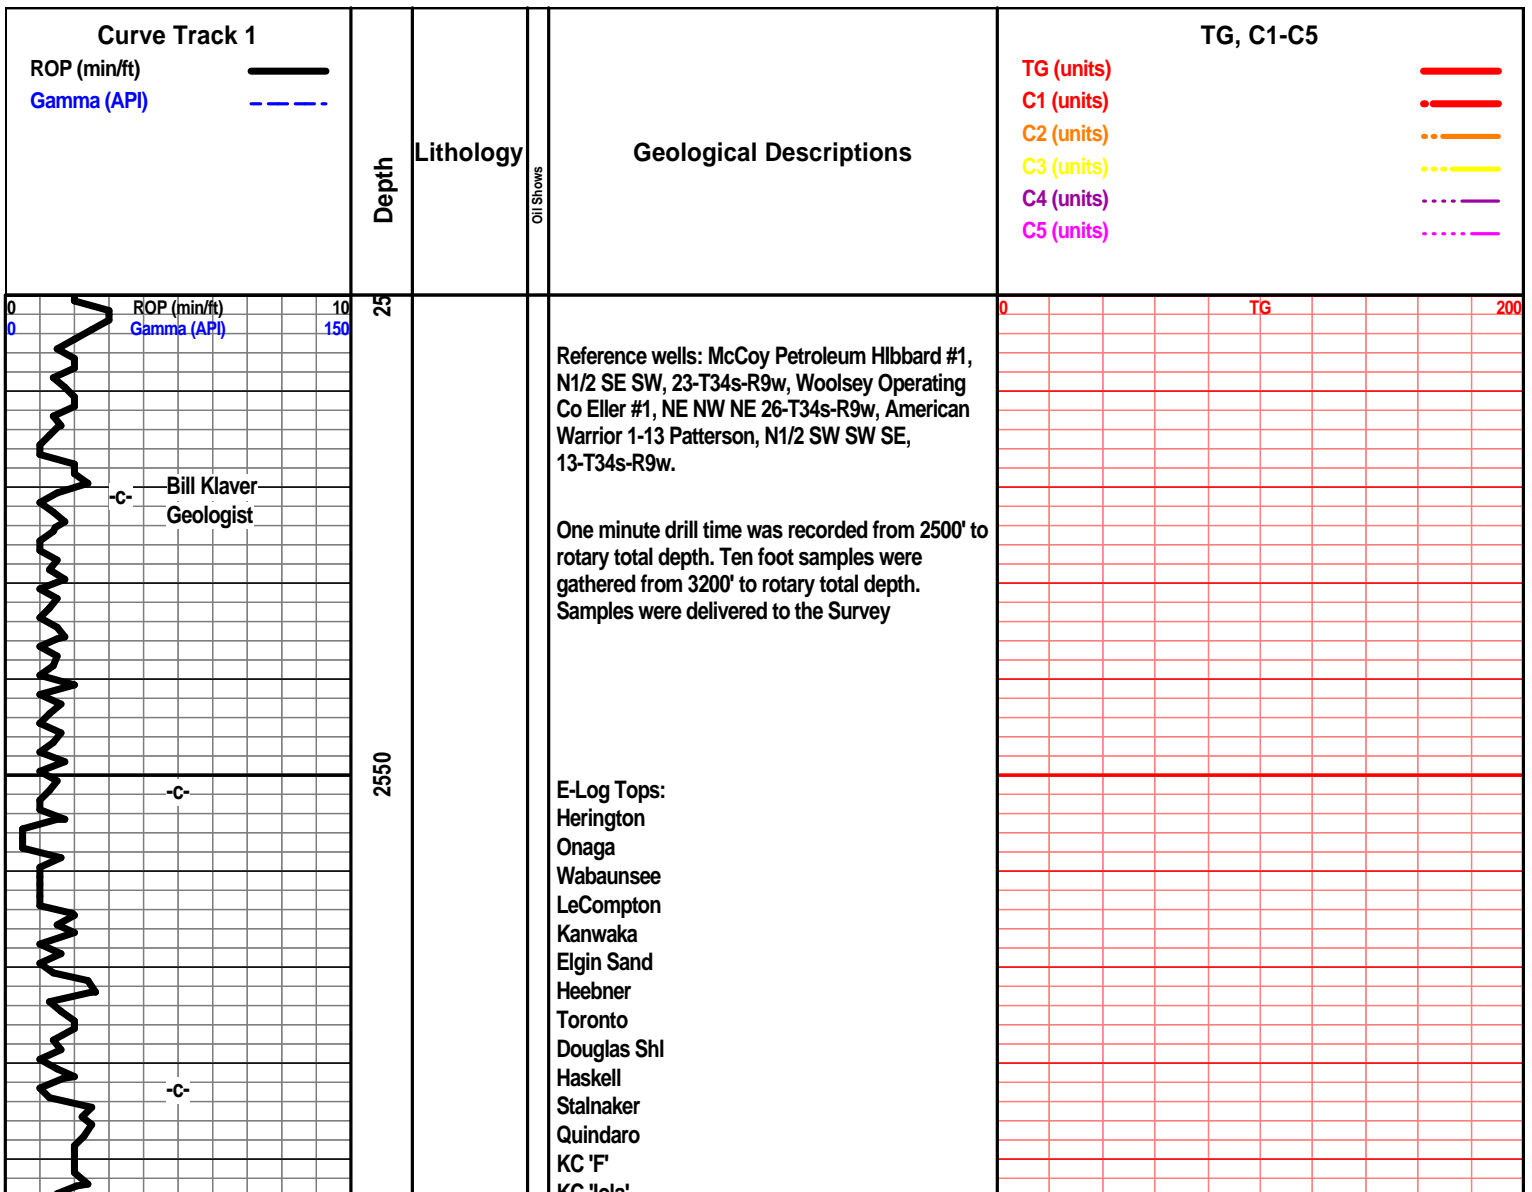 Curve Track 1
ROP (min/ft)
Gamma (API)
Depth
Lithology
Oil Shows
Geological Descriptions
TG, C1-C5
TG (units)
C1 (units)
C2 (units)
C3 (units)
C4 (units)
C5 (units)
0 ROP (min/ft) 10
0 Gamma (API) 150
25
0 TG 200
Reference wells: McCoy Petroleum HIbbard #1,
N1/2 SE SW, 23-T34s-R9w, Woolsey Operating
Co Eller #1, NE NW NE 26-T34s-R9w, American
Warrior 1-13 Patterson, N1/2 SW SW SE,
13-T34s-R9w.
-c- Bill Klaver
Geologist
One minute drill time was recorded from 2500' to
rotary total depth. Ten foot samples were
gathered from 3200' to rotary total depth.
Samples were delivered to the Survey
2550
-c-
E-Log Tops:
Herington
Onaga
Wabaunsee
LeCompton
Kanwaka
Elgin Sand
Heebner
Toronto
Douglas Shl
Haskell
-c-
Stalnaker
Quindaro
KC 'F'
KC 'Iola'